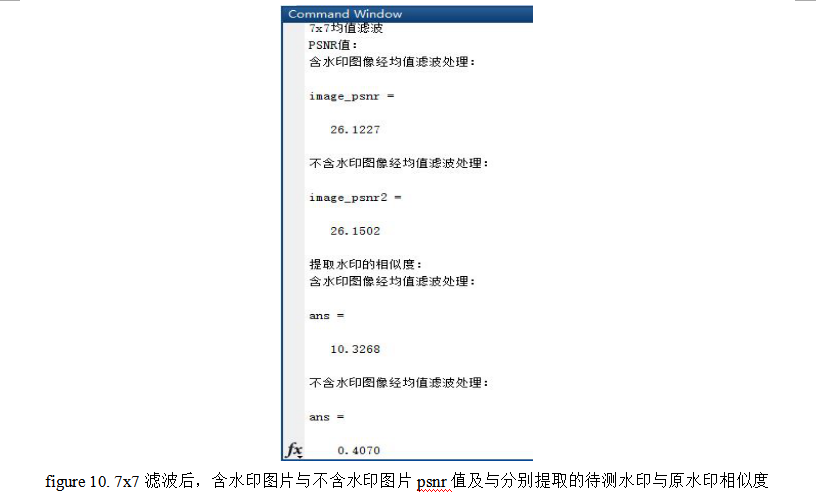 Command Window
7x7均值滤波
PSNR值:
含水印图像经均值滤波处理:
image_psnr =
26.1227
不含水印图像经均值滤波处理:
image_psnr2 =
26.1502
提取水印的相似度:
含水印图像经均值滤波处理:
ans =
10.3268
不含水印图像经均值滤波处理:
ans =
fx 0.4070
figure 10. 7x7 滤波后，含水印图片与不含水印图片 psnr 值及与分别提取的待测水印与原水印相似度